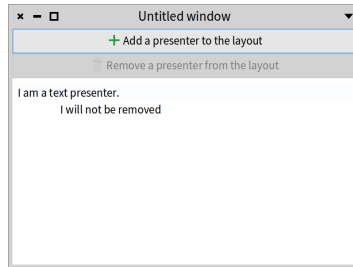 Untitled window
Add a presenter to the layout
Remove a presenter from the layout
I am a text presenter.
I will not be removed